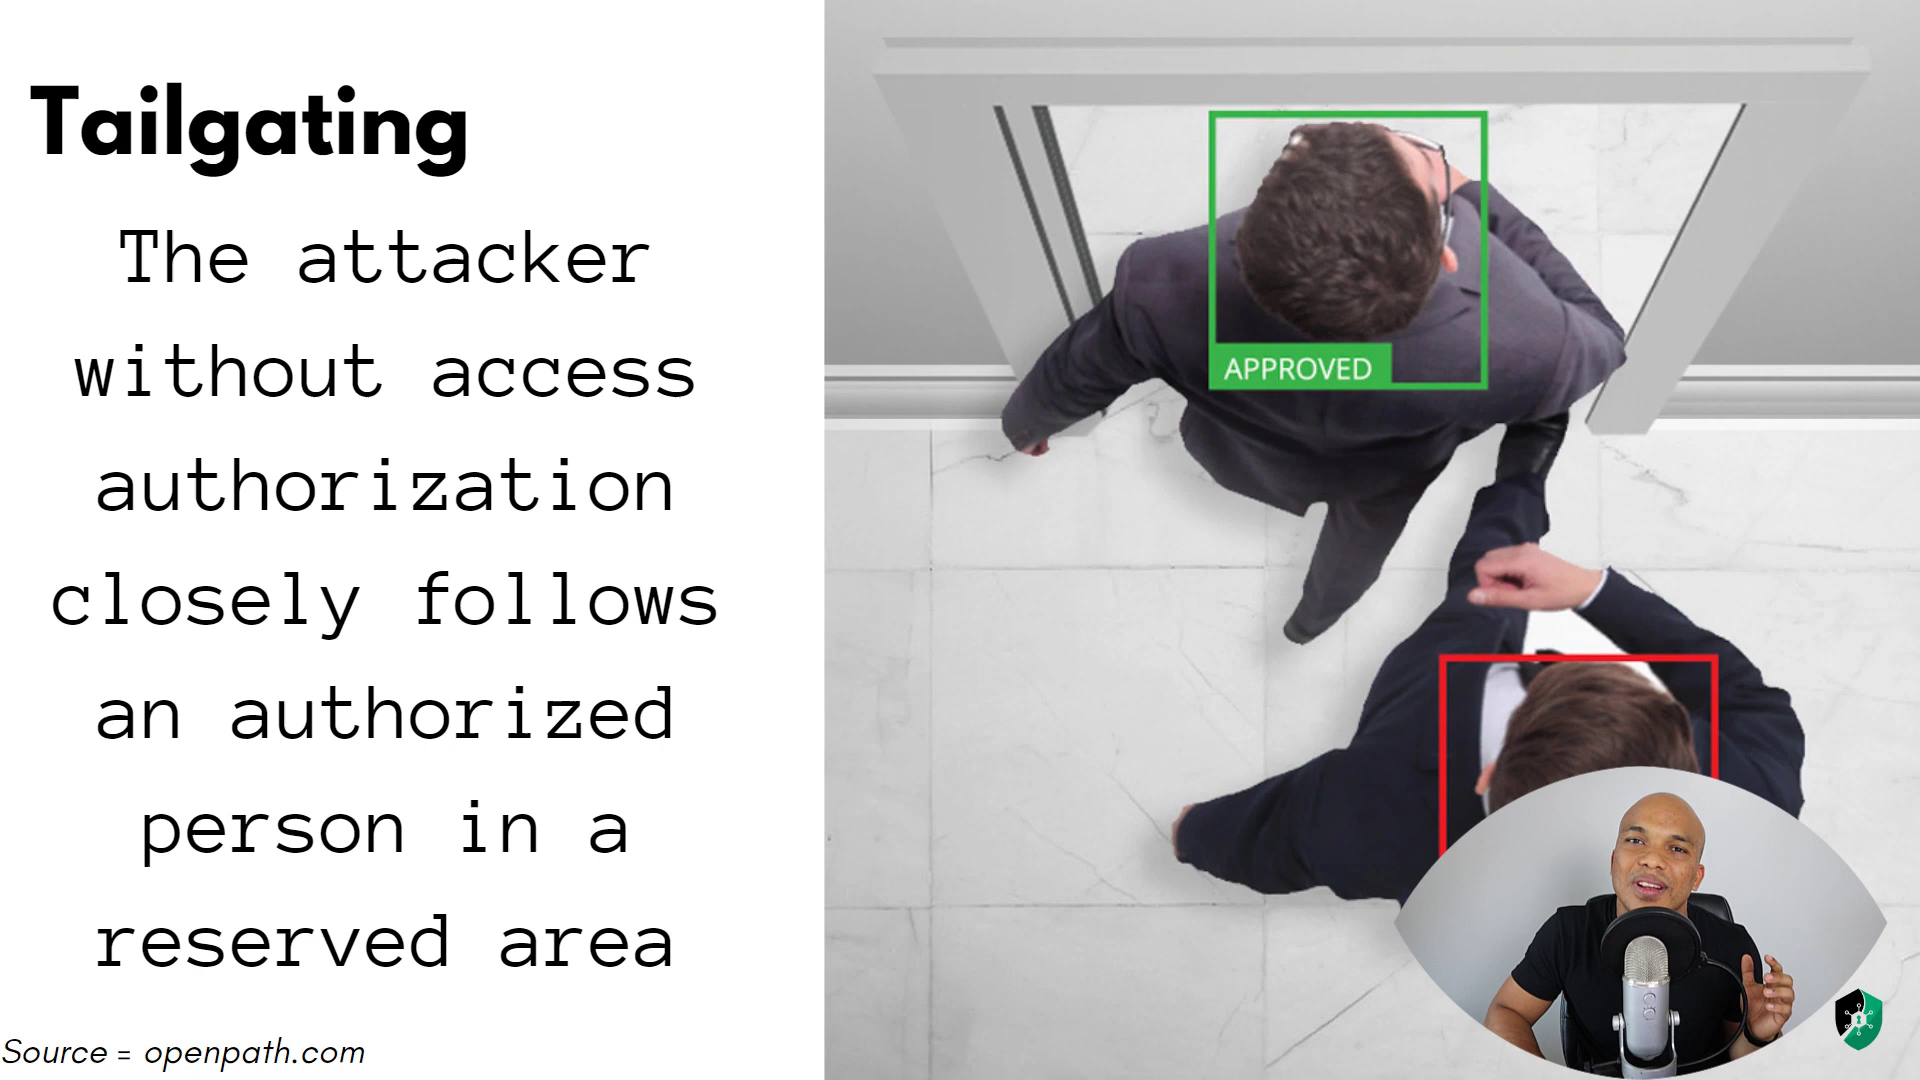 Tailgating
The attacker
without access
authorization
closely follows
an authorized
person in a
reserved area
Source = openpath.com
APPROVED